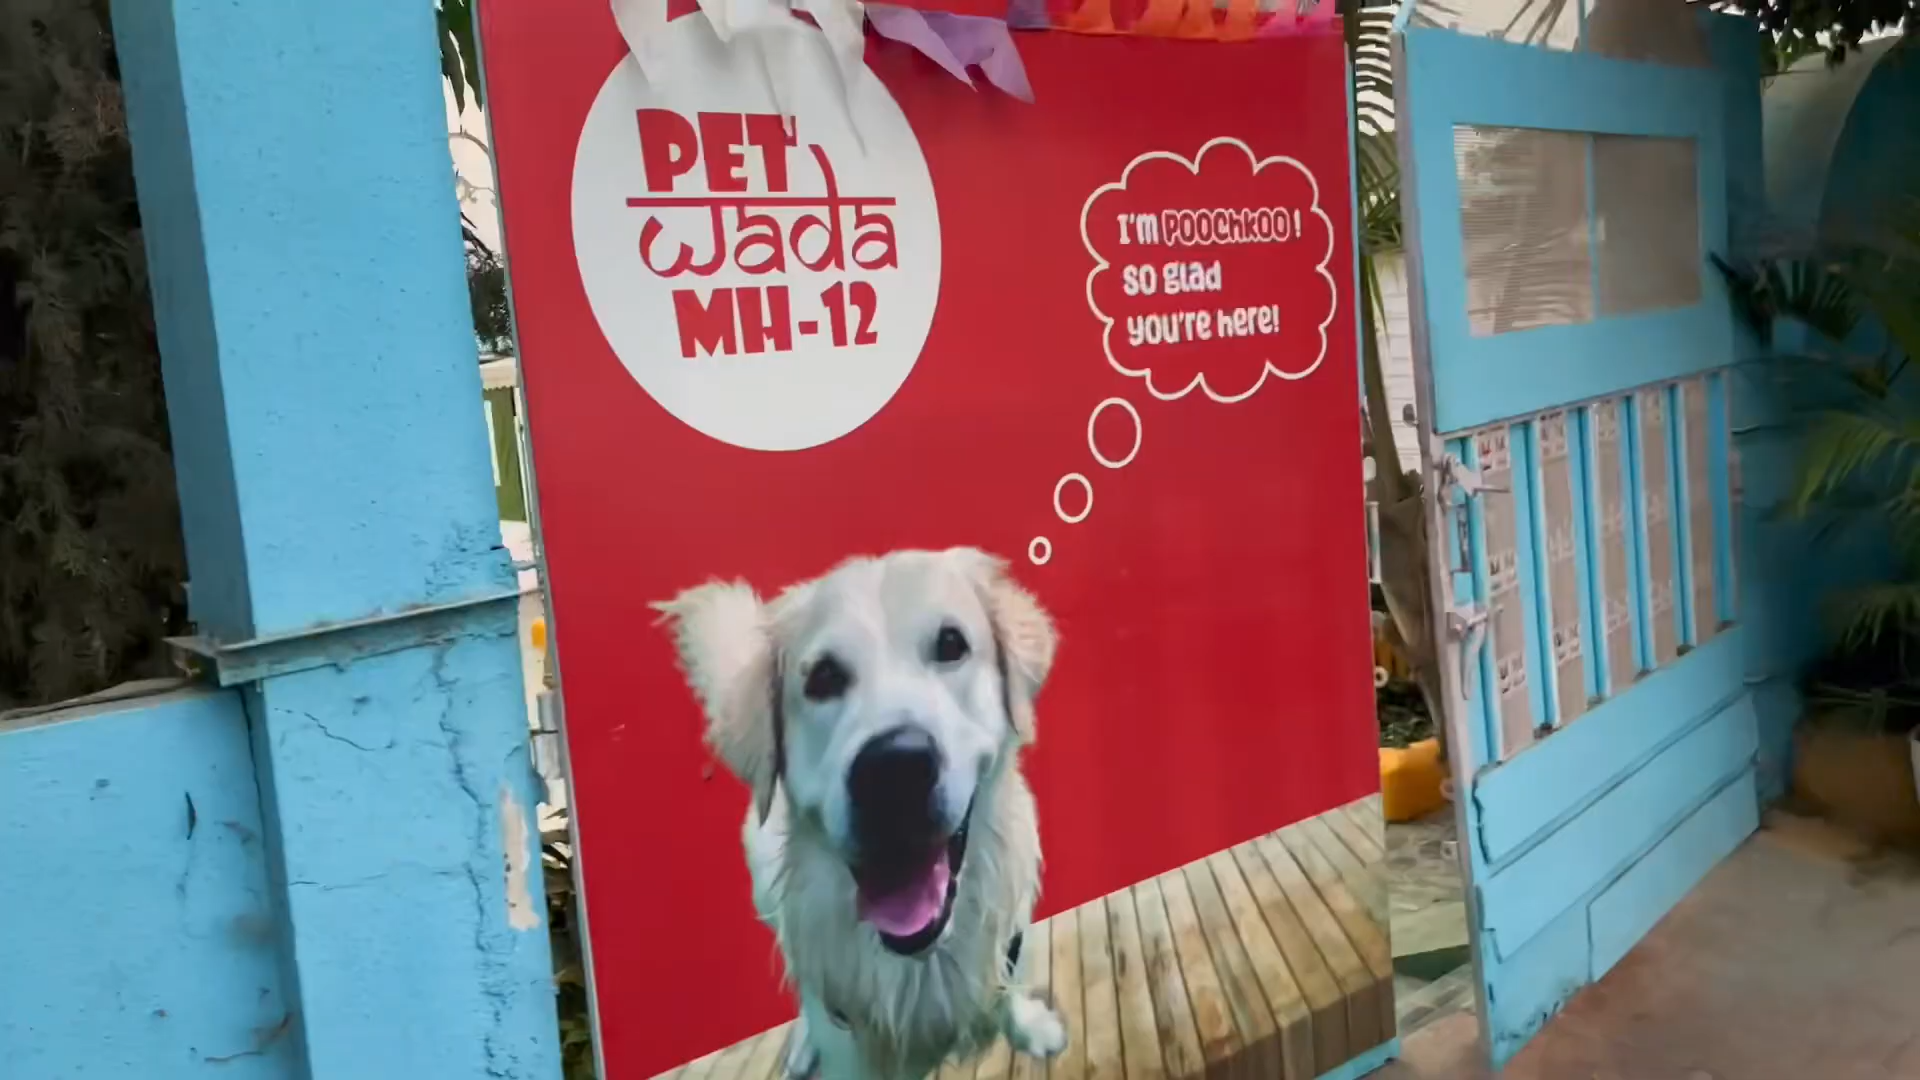 PET
wada
MH-12
I'm POOChkOO!
so glad
you're here!